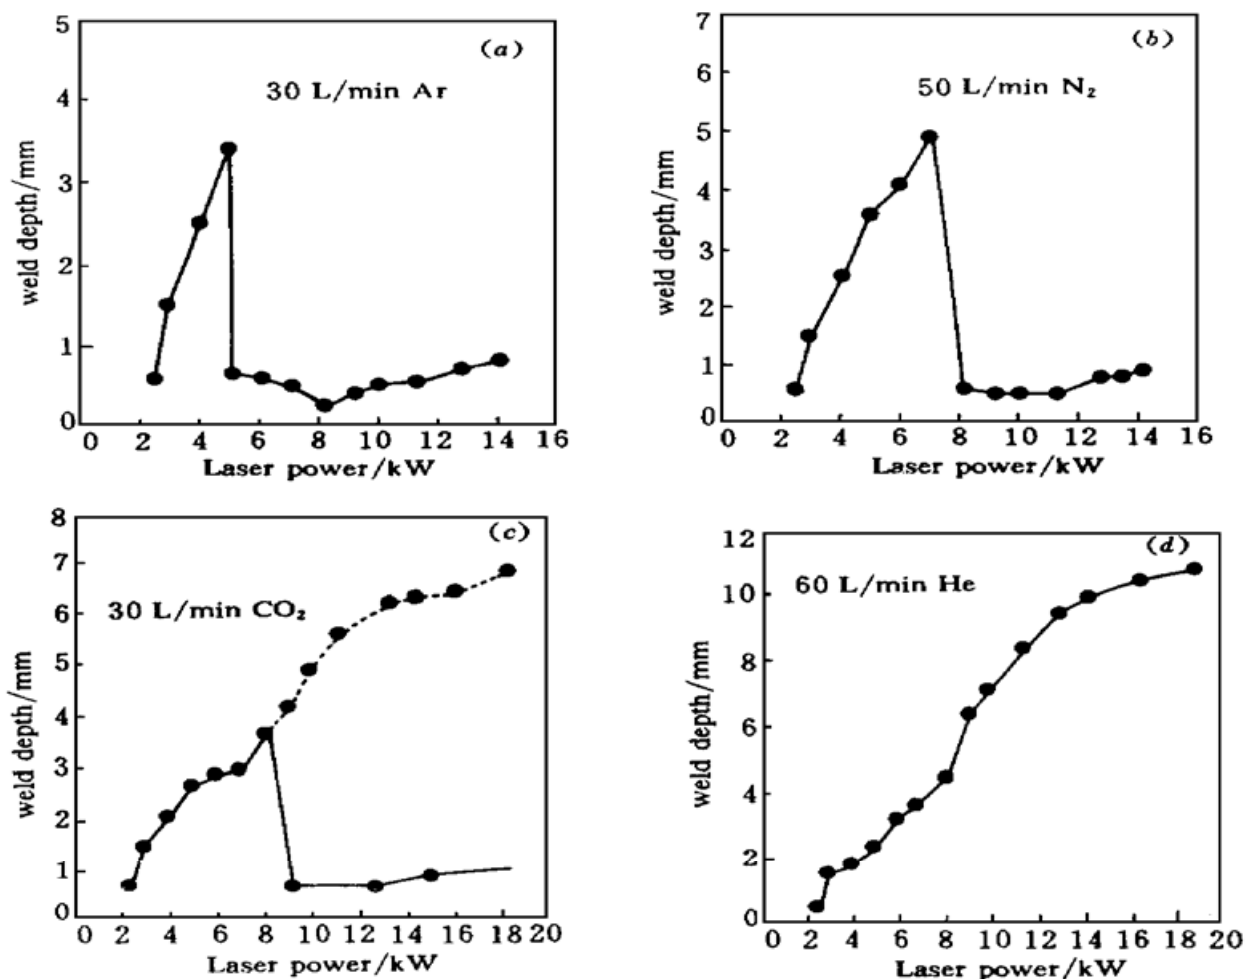 (a)
30 L/min Ar
weld depth/mm
5
4
3
2
1
0
0 2 4 6 8 10 12 14 16
Laser power/kW
(b)
50 L/min N₂
weld depth/mm
7
6
5
4
3
2
1
0
0 2 4 6 8 10 12 14 16
Laser power/kW
(c)
30 L/min CO₂
weld depth/mm
8
7
6
5
4
3
2
1
0
0 2 4 6 8 10 12 14 16 18 20
Laser power/kW
(d)
60 L/min He
weld depth/mm
12
10
8
6
4
2
0
0 2 4 6 8 10 12 14 16 18 20
Laser power/kW